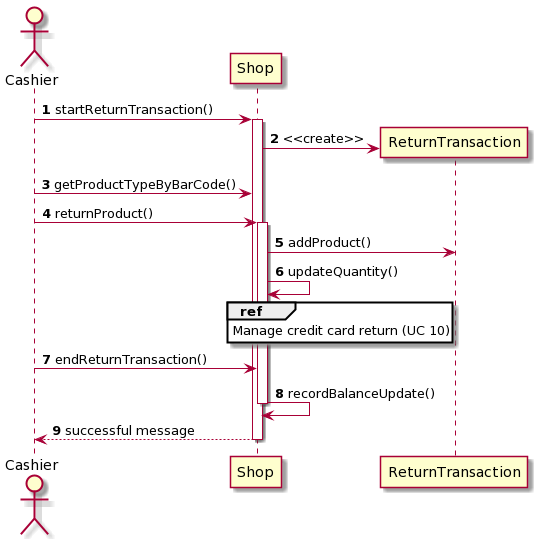 Cashier
Shop
1 startReturnTransaction()
2 <<create>>
ReturnTransaction
3 getProductTypeByBarCode()
4 returnProduct()
5 addProduct()
6 updateQuantity()
ref
Manage credit card return (UC 10)
7 endReturnTransaction()
8 recordBalanceUpdate()
9 successful message
Cashier
Shop
ReturnTransaction